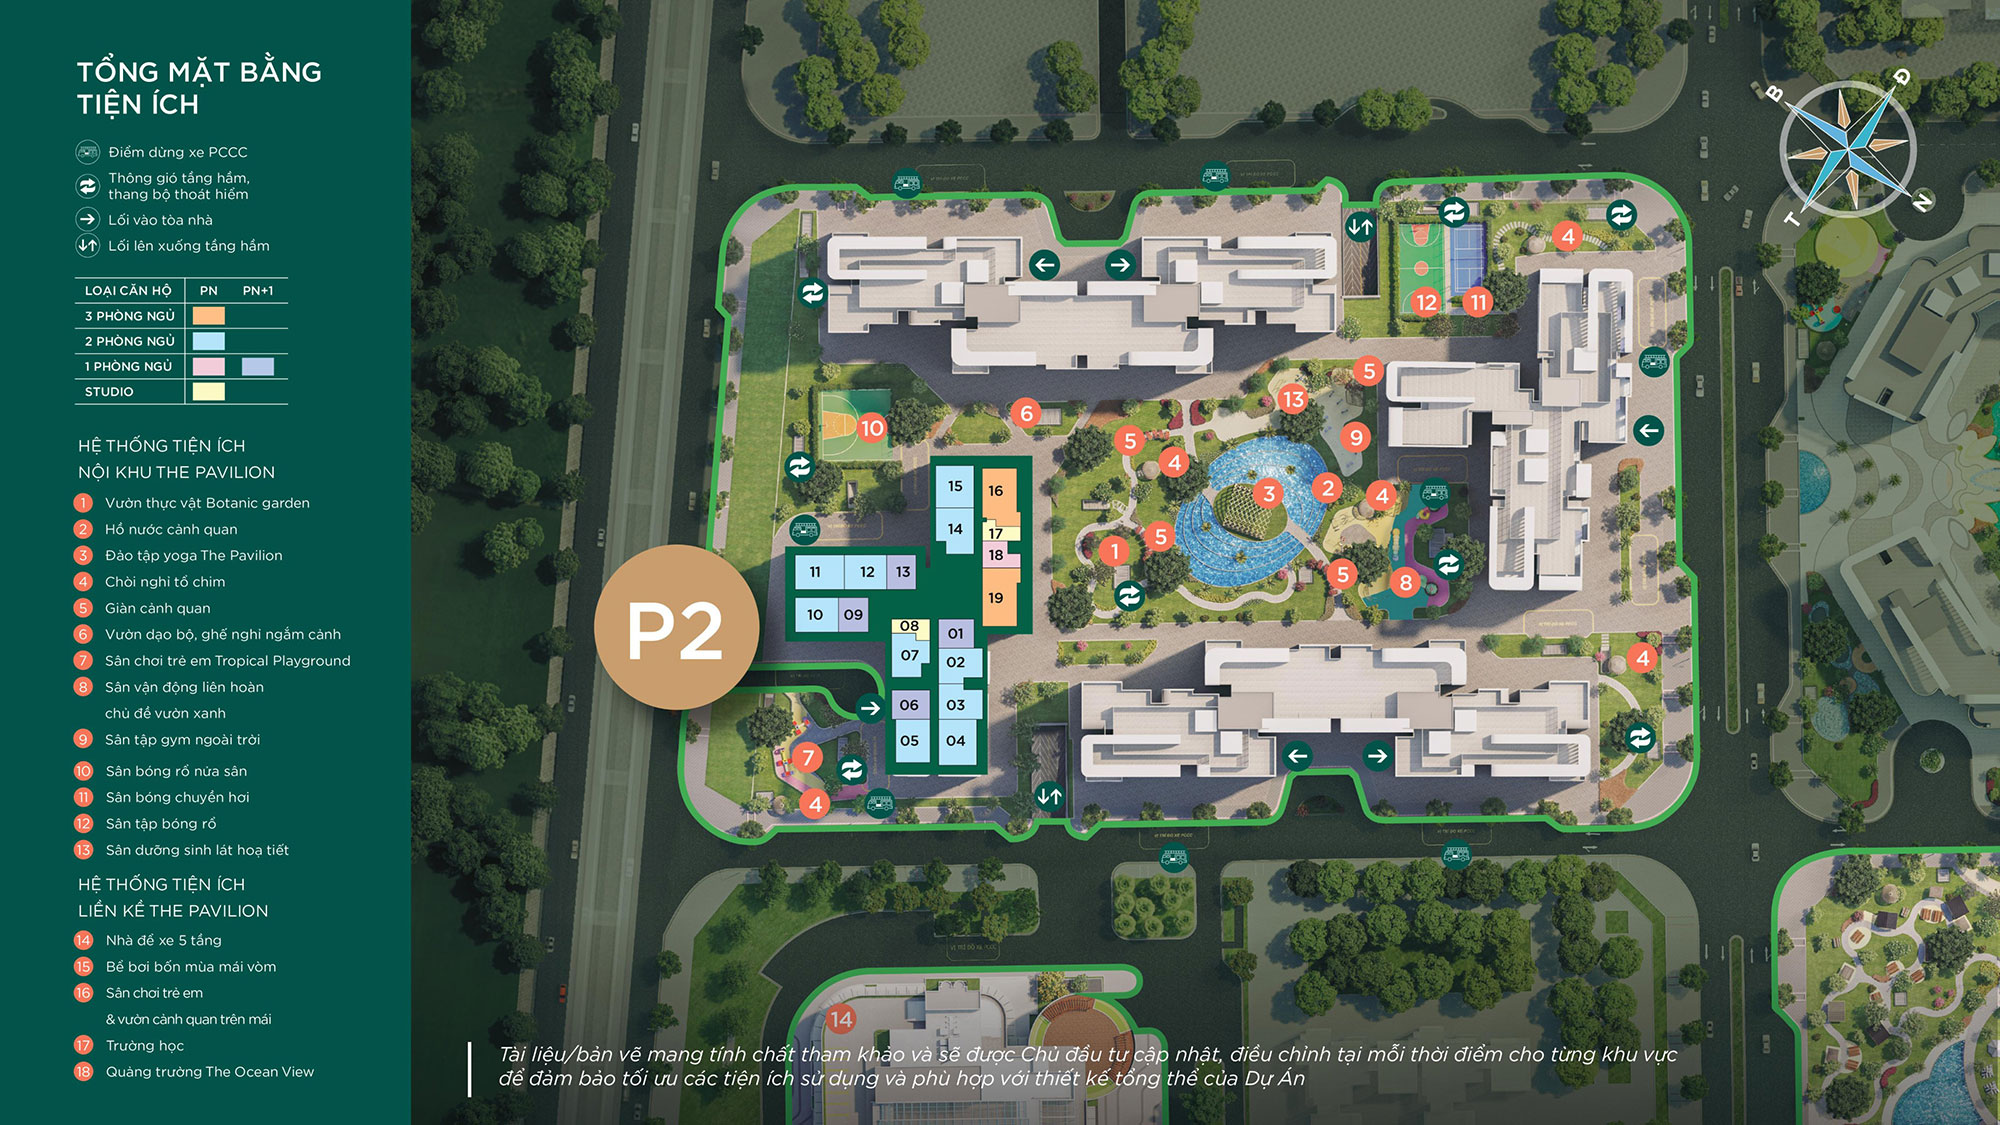 TỔNG MẶT BẰNG
TIỆN ÍCH
Điểm dừng xe PCCC
Thông gió tầng hầm,
thang bộ thoát hiểm
Lối vào tòa nhà
Lối lên xuống tầng hầm
LOẠI CĂN HỘ PN PN+1
3 PHÒNG NGỦ
2 PHÒNG NGỦ
1 PHÒNG NGỦ
STUDIO
HỆ THỐNG TIỆN ÍCH
NỘI KHU THE PAVILION
1 Vườn thực vật Botanic garden
2 Hồ nước cảnh quan
3 Đảo tập yoga The Pavilion
4 Chòi nghỉ tổ chim
5 Giàn cảnh quan
6 Vườn dạo bộ, ghế nghỉ ngắm cảnh
7 Sân chơi trẻ em Tropical Playground
8 Sân vận động liên hoàn
chủ đề vườn xanh
9 Sân tập gym ngoài trời
10 Sân bóng rổ nửa sân
11 Sân bóng chuyền hơi
12 Sân tập bóng rổ
13 Sân dưỡng sinh lát hoạ tiết
HỆ THỐNG TIỆN ÍCH
LIỀN KỀ THE PAVILION
14 Nhà để xe 5 tầng
15 Bể bơi bốn mùa mái vòm
16 Sân chơi trẻ em
& vườn cảnh quan trên mái
17 Trường học
18 Quảng trường The Ocean View
B
Đ
T
N
4
12
11
5
13
6
10
9
5
4
2
3
4
5
1
5
8
4
7
4
14
15
16
14
17
18
11
12
13
19
10
09
08
01
07
02
06
03
05
04
P2
Tài liệu/bản vẽ mang tính chất tham khảo và sẽ được Chủ đầu tư cập nhật, điều chỉnh tại mỗi thời điểm cho từng khu vực
để đảm bảo tối ưu các tiện ích sử dụng và phù hợp với thiết kế tổng thể của Dự Án